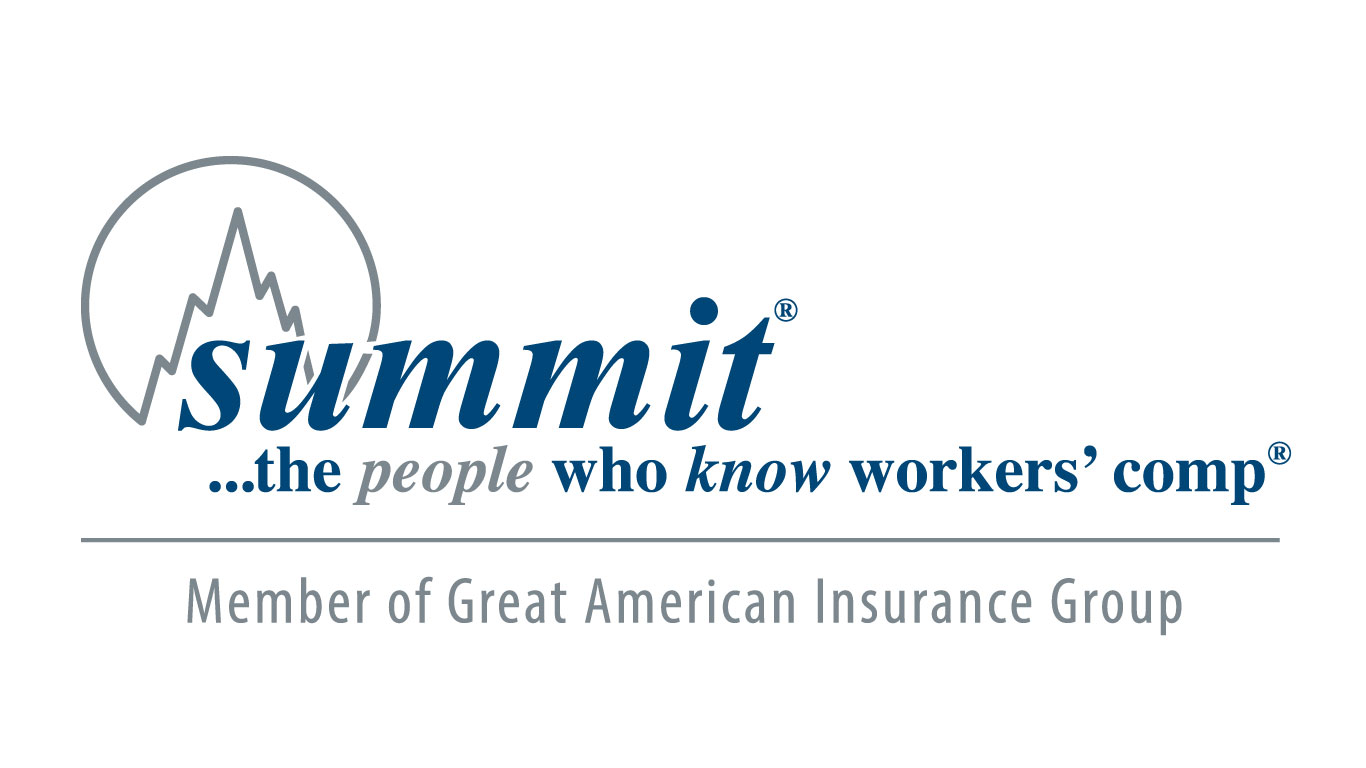 summit®
...the people who know workers’ comp®
Member of Great American Insurance Group